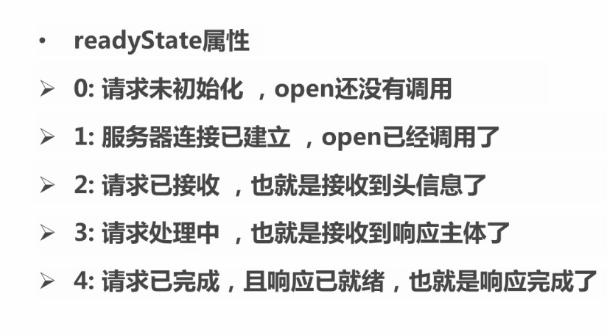 • readyState属性
➢ 0: 请求未初始化 ，open还没有调用
➢ 1: 服务器连接已建立 ，open已经调用了
➢ 2: 请求已接收 ，也就是接收到头信息了
➢ 3: 请求处理中 ，也就是接收到响应主体了
➢ 4: 请求已完成，且响应已就绪，也就是响应完成了